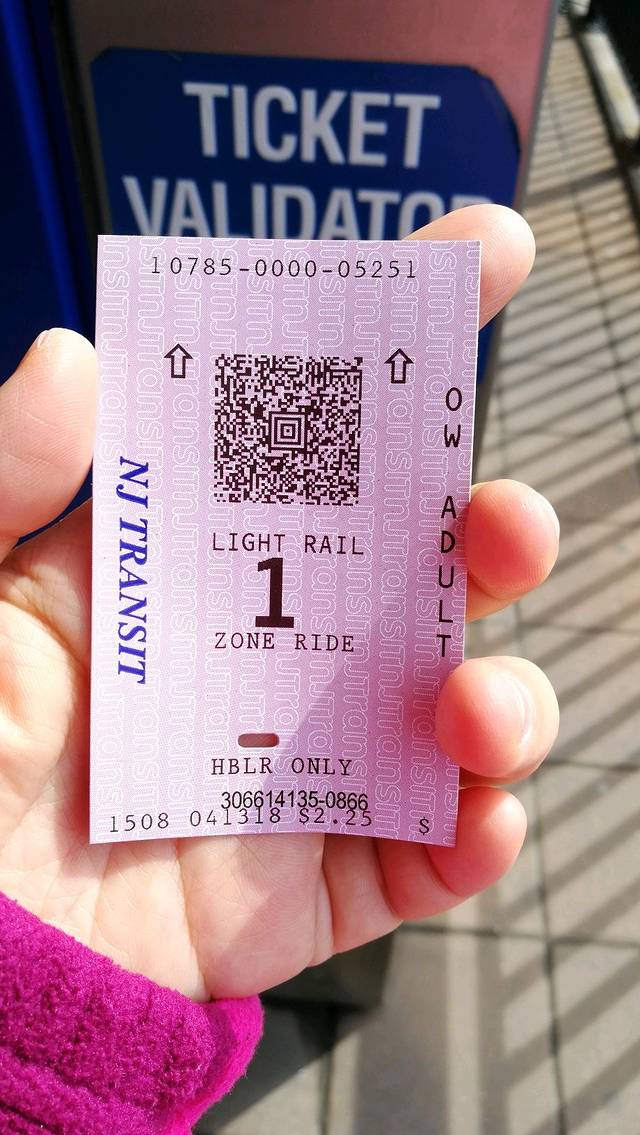 TICKET
VALIDATOR
10785-0000-05251
OW ADULT
NJ TRANSIT
LIGHT RAIL
1
ZONE RIDE
HBLR ONLY
306614135-0866
1508 041318 $2.25 $